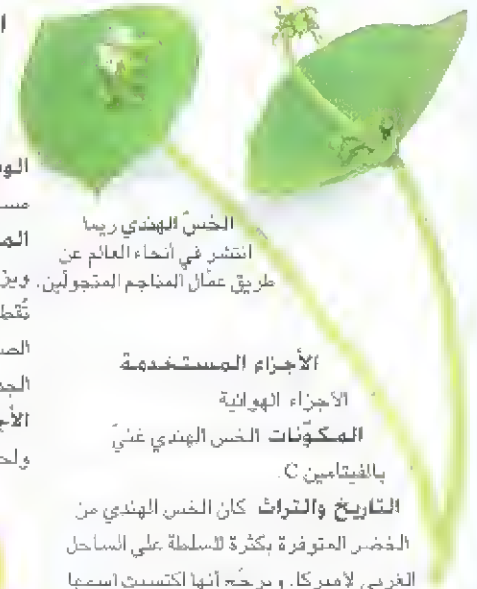 الخسّ الهندي ربما
انتشر في أنحاء العالم عن
طريق عمّال المناجم المتجولين.
الأجزاء المستخدمة
الأجزاء الهوائية
المكوّنات الخس الهندي غنيّ
بالفيتامين C.
التاريخ والتراث كان الخس الهندي من
الخضر المتوفرة بكثرة للسلطة على الساحل
الغربي لأميركا. ويرجّح أنها اكتسبت اسمها